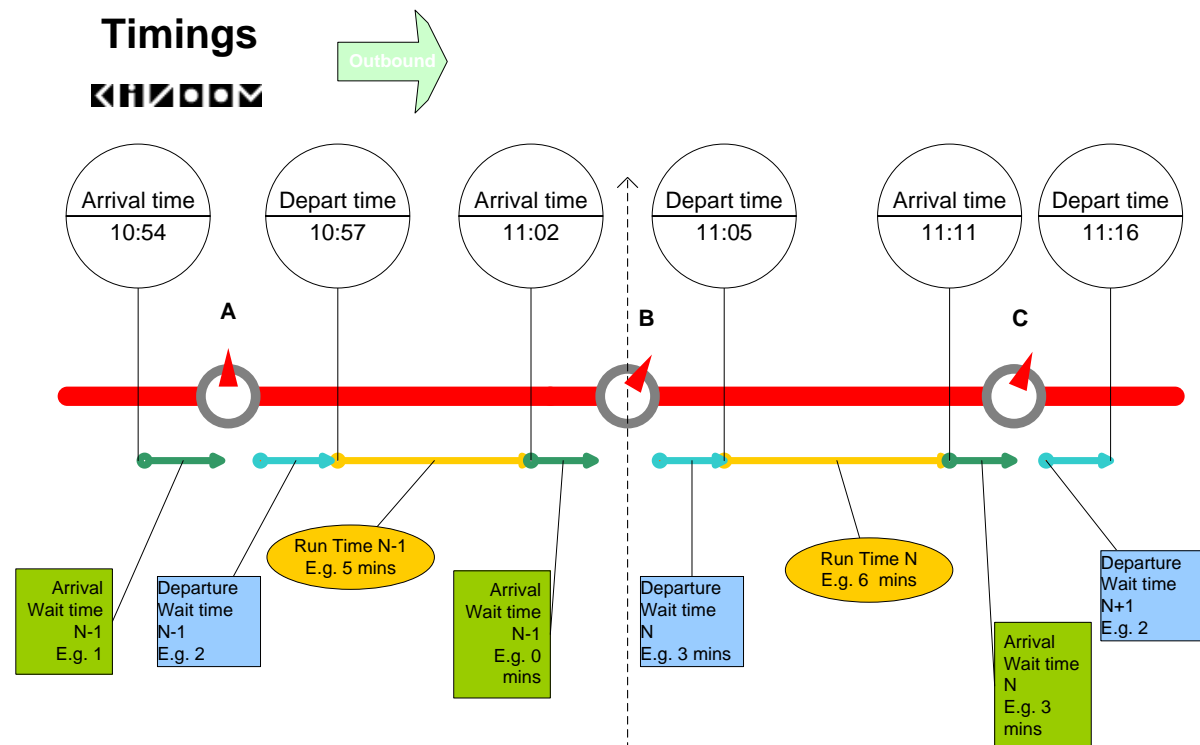 Timings
Outbound
KIZOOM
Arrival time
10:54
Depart time
10:57
Arrival time
11:02
Depart time
11:05
Arrival time
11:11
Depart time
11:16
A
B
C
Run Time N-1
E.g. 5 mins
Run Time N
E.g. 6 mins
Arrival
Wait time
N-1
E.g. 1
Departure
Wait time
N-1
E.g. 2
Arrival
Wait time
N-1
E.g. 0
mins
Departure
Wait time
N
E.g. 3 mins
Arrival
Wait time
N
E.g. 3
mins
Departure
Wait time
N+1
E.g. 2